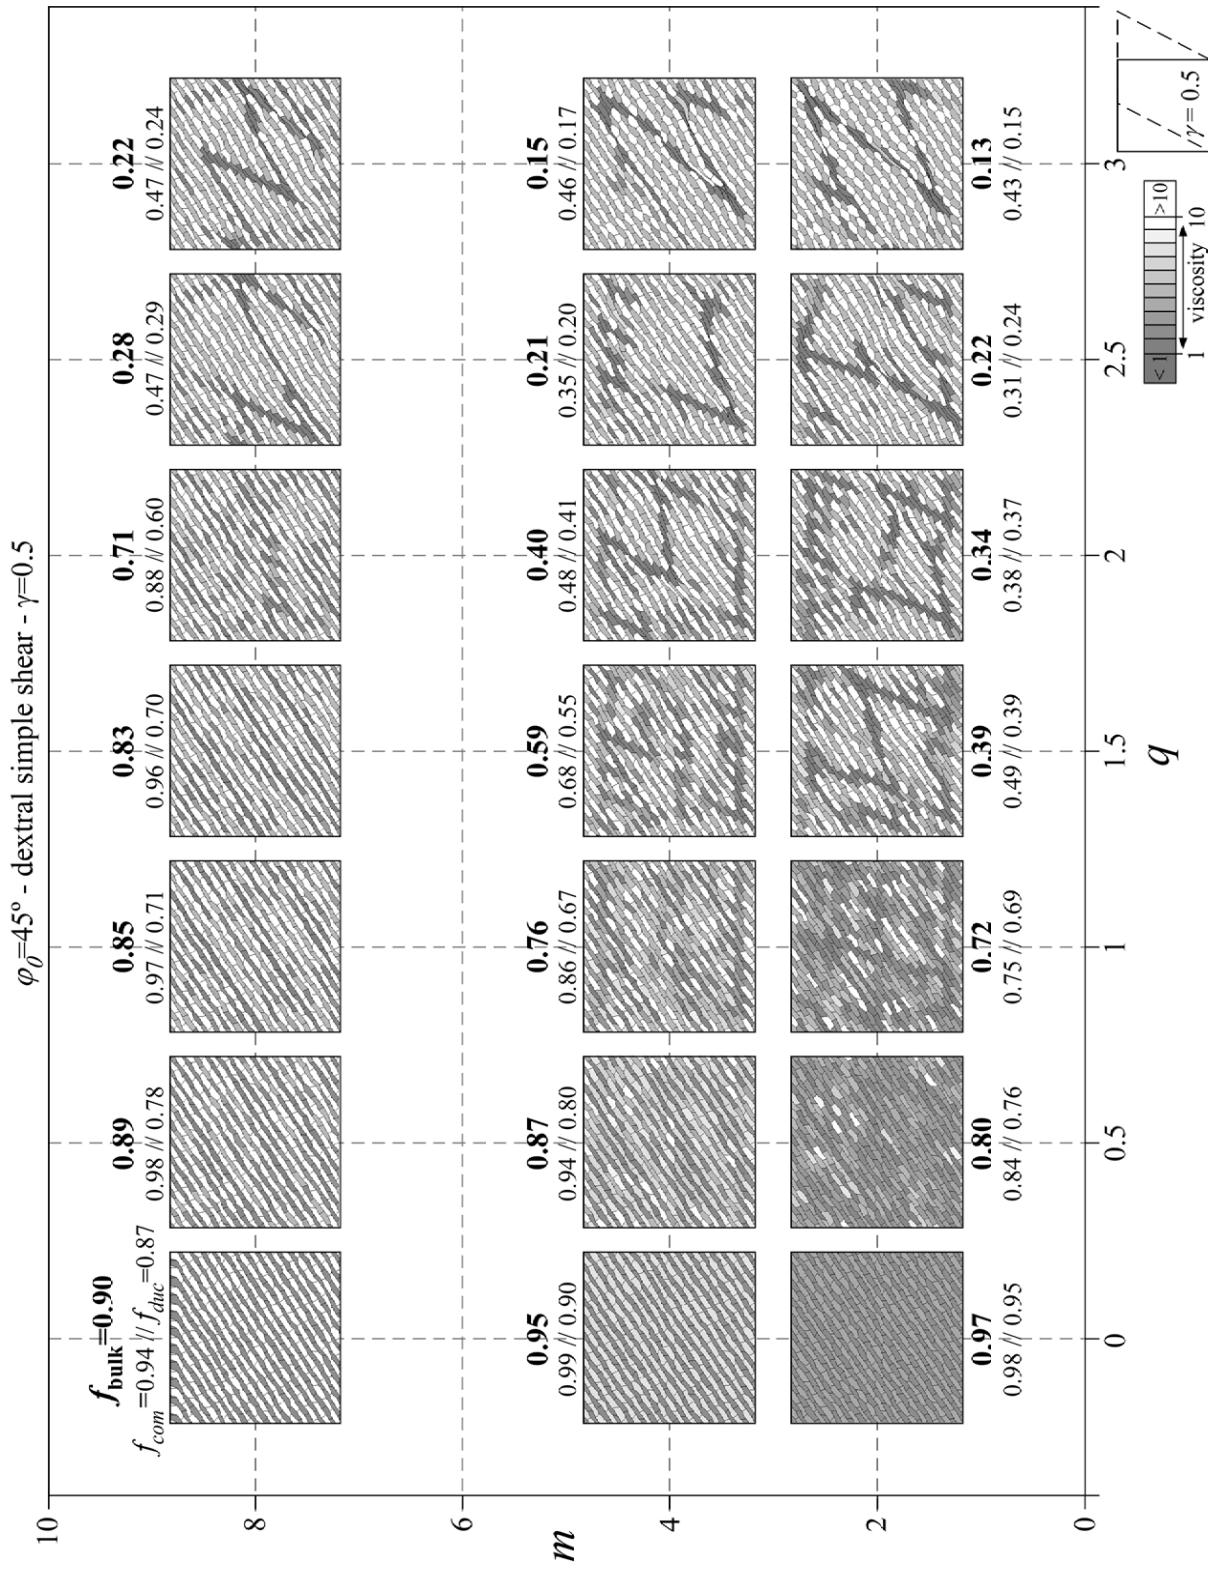 φ₀=45º - dextral simple shear - γ=0.5
10
8
6
4
2
0
m
f_bulk=0.90
f_com=0.94 // f_duc=0.87
0.89
0.98 // 0.78
0.85
0.97 // 0.71
0.83
0.96 // 0.70
0.71
0.88 // 0.60
0.28
0.47 // 0.29
0.22
0.47 // 0.24
0.95
0.99 // 0.90
0.87
0.94 // 0.80
0.76
0.86 // 0.67
0.59
0.68 // 0.55
0.40
0.48 // 0.41
0.21
0.35 // 0.20
0.15
0.46 // 0.17
0.97
0.98 // 0.95
0.80
0.84 // 0.76
0.72
0.75 // 0.69
0.39
0.49 // 0.39
0.34
0.38 // 0.37
0.22
0.31 // 0.24
0.13
0.43 // 0.15
0
0.5
1
1.5
2
2.5
3
q
< 1
>10
1
viscosity
10
γ = 0.5